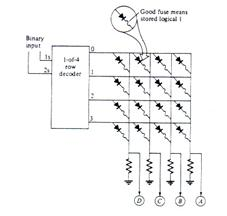 Good fuse means
stored logical 1
Binary
input
1s
2s
1-of-4
row
decoder
0
1
2
3
D
C
B
A